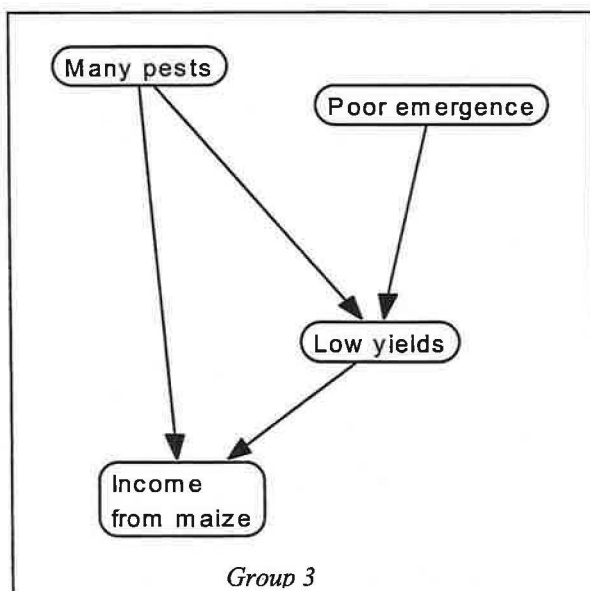 Many pests
Poor emergence
Low yields
Income
from maize
Group 3